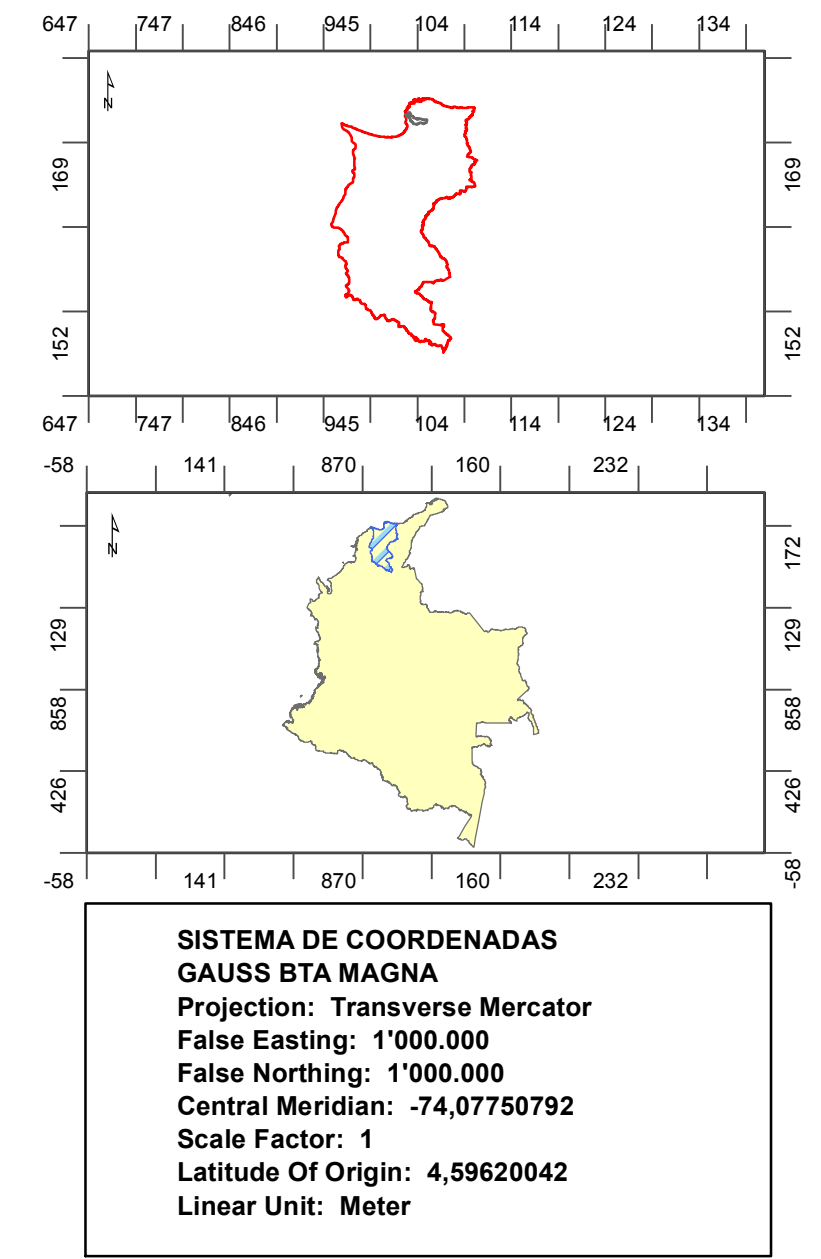 647 747 846 945 104 114 124 134
N
169 169
152 152
647 747 846 945 104 114 124 134
-58 141 870 160 232
N
172
129 129
858 858
426 426
-58
-58 141 870 160 232
SISTEMA DE COORDENADAS
GAUSS BTA MAGNA
Projection: Transverse Mercator
False Easting: 1'000.000
False Northing: 1'000.000
Central Meridian: -74,07750792
Scale Factor: 1
Latitude Of Origin: 4,59620042
Linear Unit: Meter